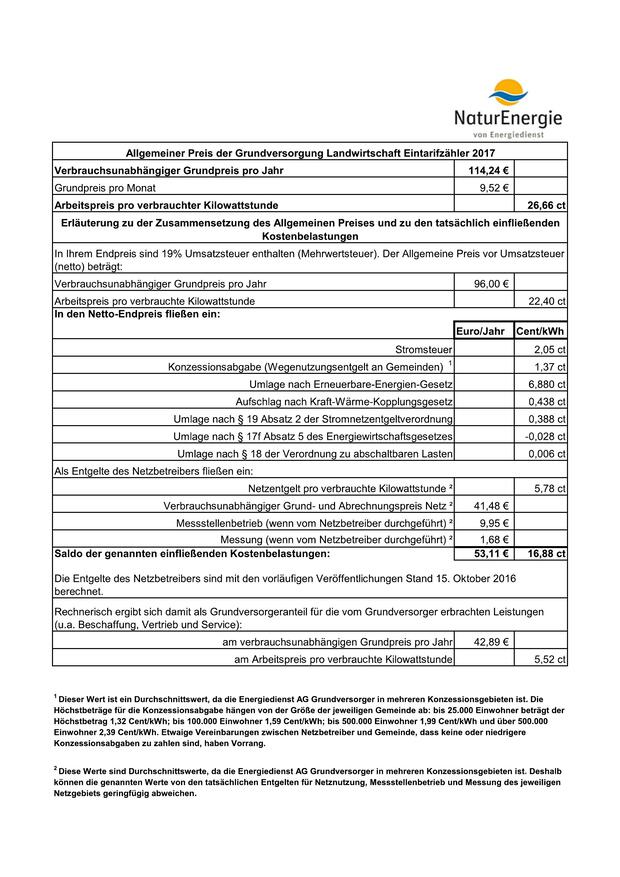 NaturEnergie
von Energiedienst
Allgemeiner Preis der Grundversorgung Landwirtschaft Eintarifzähler 2017
Verbrauchsunabhängiger Grundpreis pro Jahr 114,24 €
Grundpreis pro Monat 9,52 €
Arbeitspreis pro verbrauchter Kilowattstunde 26,66 ct
Erläuterung zu der Zusammensetzung des Allgemeinen Preises und zu den tatsächlich einfließenden
Kostenbelastungen
In Ihrem Endpreis sind 19% Umsatzsteuer enthalten (Mehrwertsteuer). Der Allgemeine Preis vor Umsatzsteuer
(netto) beträgt:
Verbrauchsunabhängiger Grundpreis pro Jahr 96,00 €
Arbeitspreis pro verbrauchte Kilowattstunde 22,40 ct
In den Netto-Endpreis fließen ein:
Euro/Jahr Cent/kWh
Stromsteuer 2,05 ct
Konzessionsabgabe (Wegenutzungsentgelt an Gemeinden) ¹ 1,37 ct
Umlage nach Erneuerbare-Energien-Gesetz 6,880 ct
Aufschlag nach Kraft-Wärme-Kopplungsgesetz 0,438 ct
Umlage nach § 19 Absatz 2 der Stromnetzentgeltverordnung 0,388 ct
Umlage nach § 17f Absatz 5 des Energiewirtschaftsgesetzes -0,028 ct
Umlage nach § 18 der Verordnung zu abschaltbaren Lasten 0,006 ct
Als Entgelte des Netzbetreibers fließen ein:
Netzentgelt pro verbrauchte Kilowattstunde ² 5,78 ct
Verbrauchsunabhängiger Grund- und Abrechnungspreis Netz ² 41,48 €
Messstellenbetrieb (wenn vom Netzbetreiber durchgeführt) ² 9,95 €
Messung (wenn vom Netzbetreiber durchgeführt) ² 1,68 €
Saldo der genannten einfließenden Kostenbelastungen: 53,11 € 16,88 ct
Die Entgelte des Netzbetreibers sind mit den vorläufigen Veröffentlichungen Stand 15. Oktober 2016
berechnet.
Rechnerisch ergibt sich damit als Grundversorgeranteil für die vom Grundversorger erbrachten Leistungen
(u.a. Beschaffung, Vertrieb und Service):
am verbrauchsunabhängigen Grundpreis pro Jahr 42,89 €
am Arbeitspreis pro verbrauchte Kilowattstunde 5,52 ct
¹ Dieser Wert ist ein Durchschnittswert, da die Energiedienst AG Grundversorger in mehreren Konzessionsgebieten ist. Die
Höchstbeträge für die Konzessionsabgabe hängen von der Größe der jeweiligen Gemeinde ab: bis 25.000 Einwohner beträgt der
Höchstbetrag 1,32 Cent/kWh; bis 100.000 Einwohner 1,59 Cent/kWh; bis 500.000 Einwohner 1,99 Cent/kWh und über 500.000
Einwohner 2,39 Cent/kWh. Etwaige Vereinbarungen zwischen Netzbetreiber und Gemeinde, dass keine oder niedrigere
Konzessionsabgaben zu zahlen sind, haben Vorrang.
² Diese Werte sind Durchschnittswerte, da die Energiedienst AG Grundversorger in mehreren Konzessionsgebieten ist. Deshalb
können die genannten Werte von den tatsächlichen Entgelten für Netznutzung, Messstellenbetrieb und Messung des jeweiligen
Netzgebiets geringfügig abweichen.